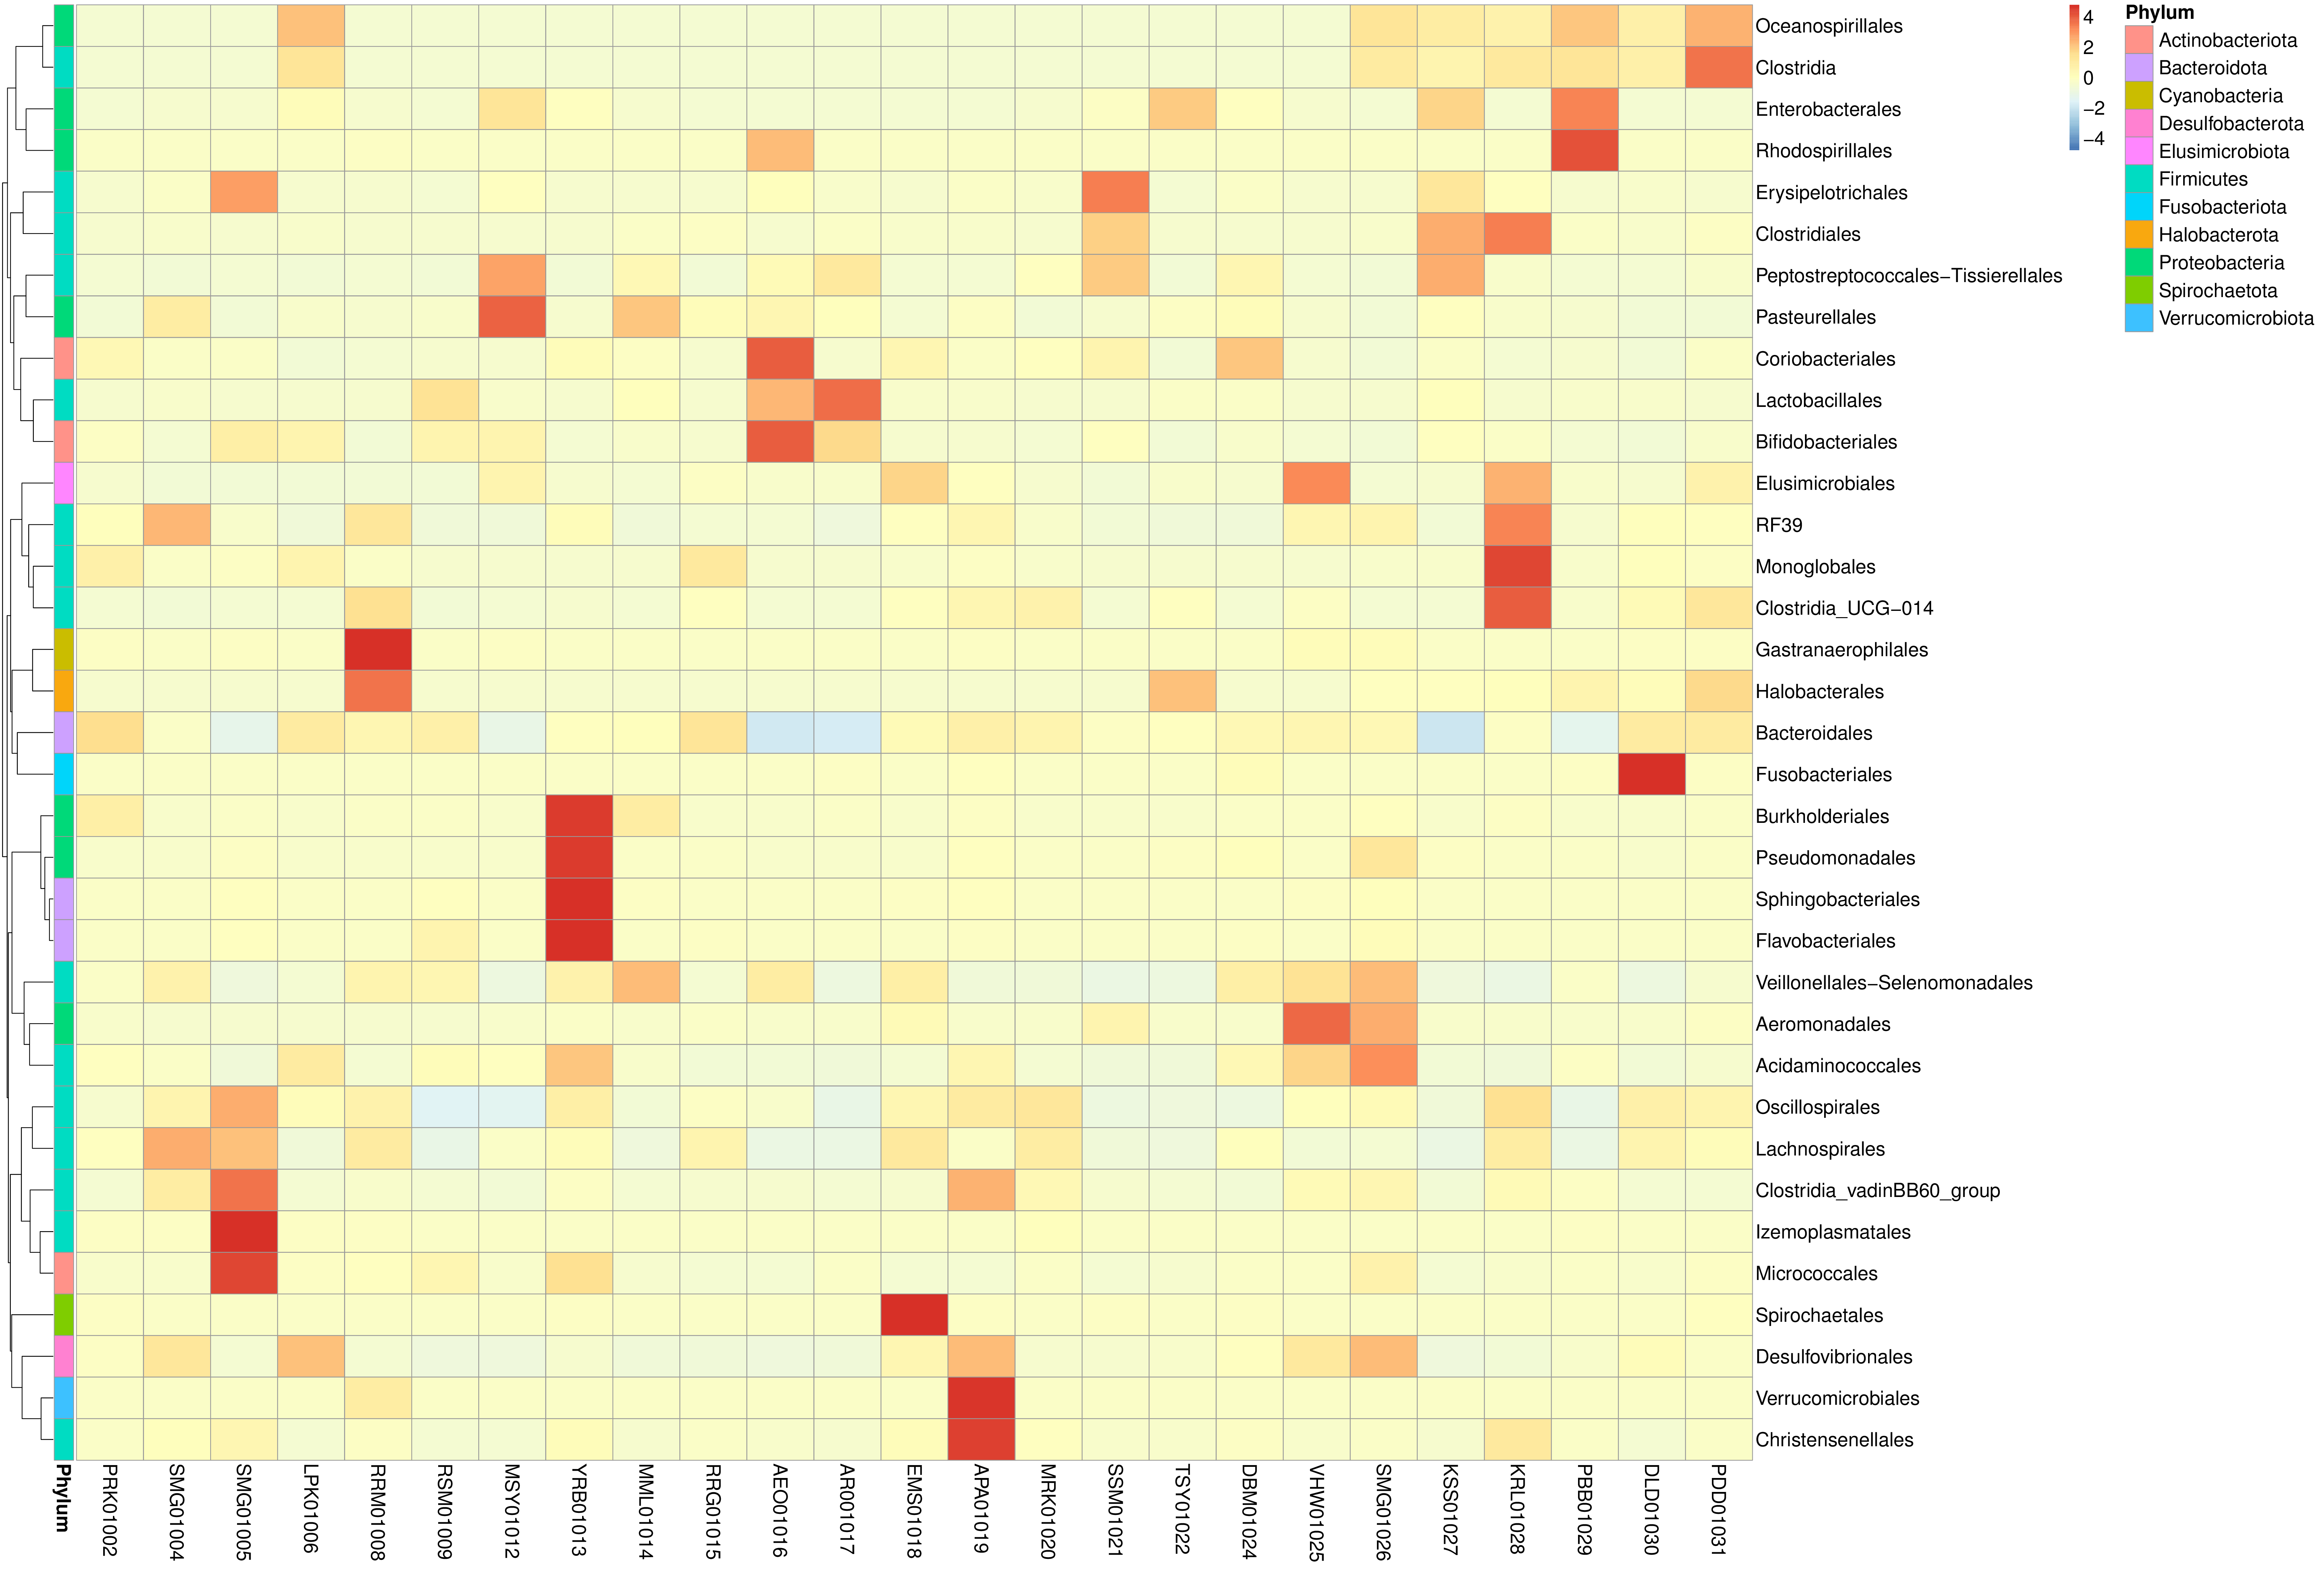 Oceanospirillales
Clostridia
Enterobacterales
Rhodospirillales
Erysipelotrichales
Clostridiales
Peptostreptococcales−Tissierellales
Pasteurellales
Coriobacteriales
Lactobacillales
Bifidobacteriales
Elusimicrobiales
RF39
Monoglobales
Clostridia_UCG−014
Gastranaerophilales
Halobacterales
Bacteroidales
Fusobacteriales
Burkholderiales
Pseudomonadales
Sphingobacteriales
Flavobacteriales
Veillonellales−Selenomonadales
Aeromonadales
Acidaminococcales
Oscillospirales
Lachnospirales
Clostridia_vadinBB60_group
Izemoplasmatales
Micrococcales
Spirochaetales
Desulfovibrionales
Verrucomicrobiales
Christensenellales
Phylum
PRK01002
SMG01004
SMG01005
LPK01006
RRM01008
RSM01009
MSY01012
YRB01013
MML01014
RRG01015
AEO01016
AR001017
EMS01018
APA01019
MRK01020
SSM01021
TSY01022
DBM01024
VHW01025
SMG01026
KSS01027
KRL01028
PBB01029
DLD01030
PDD01031
4
2
0
−2
−4
Phylum
Actinobacteriota
Bacteroidota
Cyanobacteria
Desulfobacterota
Elusimicrobiota
Firmicutes
Fusobacteriota
Halobacterota
Proteobacteria
Spirochaetota
Verrucomicrobiota